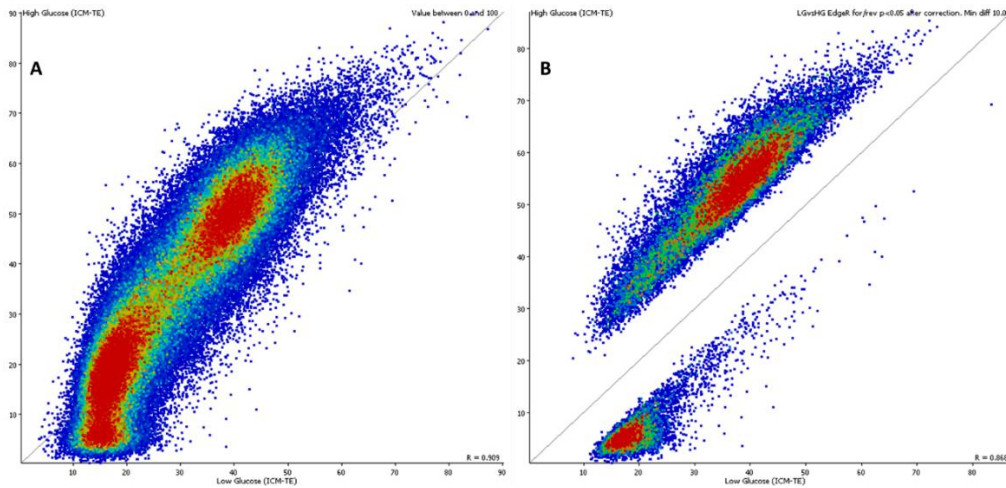 High Glucose (ICM-TE)
Value between 0 and 100
90
A
80
70
60
50
40
30
20
10
R = 0.909
10 20 30 40 50 60 70 80 90
Low Glucose (ICM-TE)
High Glucose (ICM-TE)
LGvsHG EdgeR for/rev p<0.05 after correction. Min diff 10.0
B
80
70
60
50
40
30
20
10
R = 0.868
10 20 30 40 50 60 70 80
Low Glucose (ICM-TE)